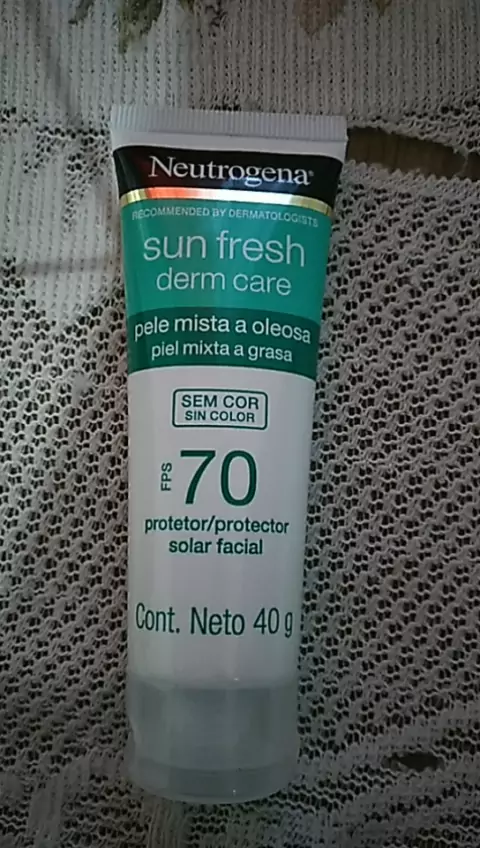 Neutrogena®
RECOMMENDED BY DERMATOLOGISTS
sun fresh
derm care
pele mista a oleosa
piel mixta a grasa
SEM COR
SIN COLOR
FPS 70
protetor/protector
solar facial
Cont. Neto 40 g